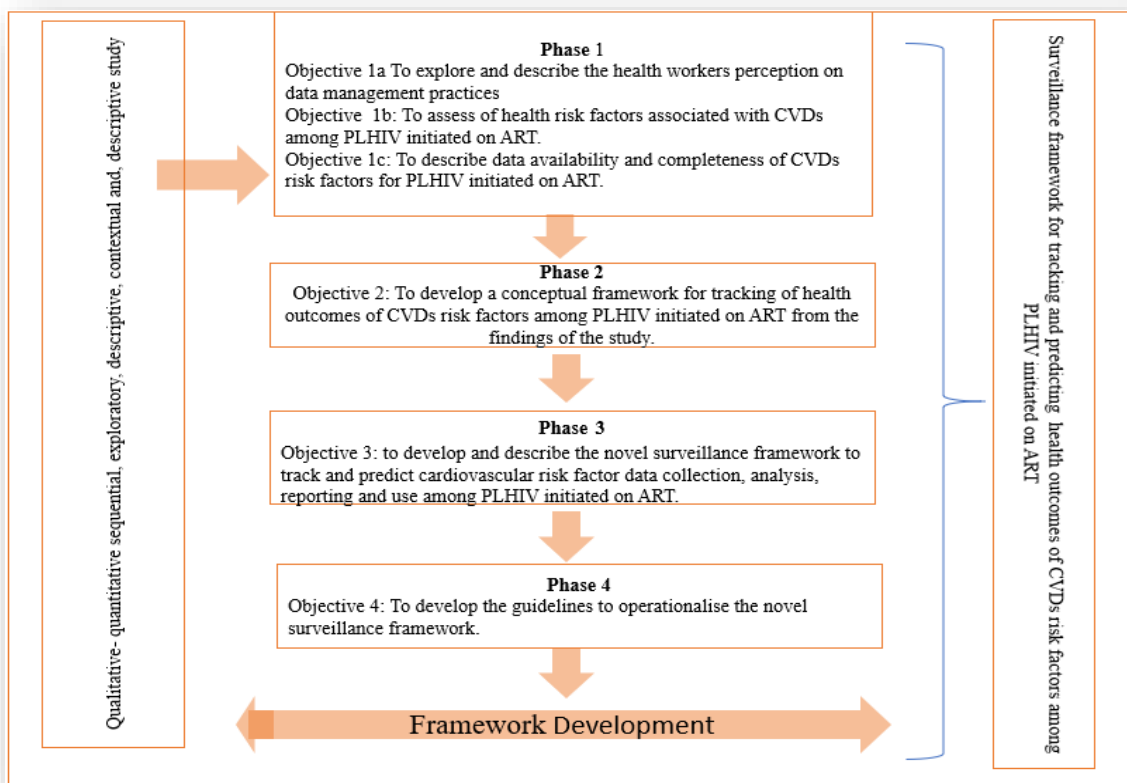 Qualitative- quantitative sequential, exploratory, descriptive, contextual and, descriptive study
Phase 1
Objective 1a To explore and describe the health workers perception on
data management practices
Objective 1b: To assess of health risk factors associated with CVDs
among PLHIV initiated on ART.
Objective 1c: To describe data availability and completeness of CVDs
risk factors for PLHIV initiated on ART.
Phase 2
Objective 2: To develop a conceptual framework for tracking of health
outcomes of CVDs risk factors among PLHIV initiated on ART from the
findings of the study.
Phase 3
Objective 3: to develop and describe the novel surveillance framework to
track and predict cardiovascular risk factor data collection, analysis,
reporting and use among PLHIV initiated on ART.
Phase 4
Objective 4: To develop the guidelines to operationalise the novel
surveillance framework.
Framework Development
Surveillance framework for tracking and predicting health outcomes of CVDs risk factors among
PLHIV initiated on ART